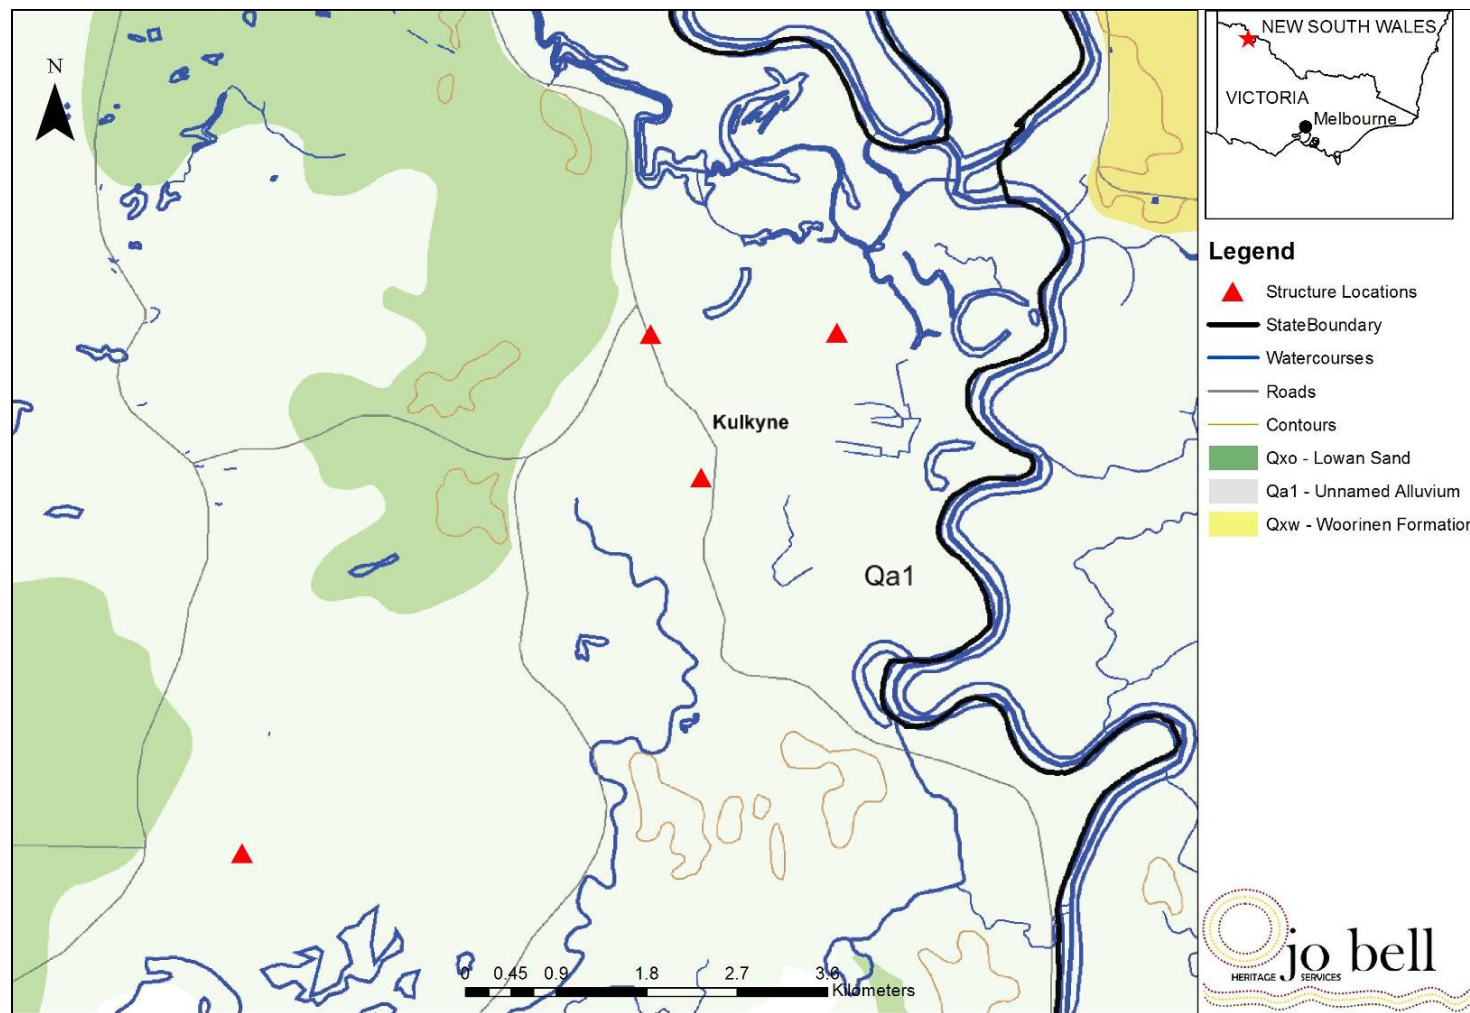 N
Kulkyne
Qa1
0 0.45 0.9 1.8 2.7 3.6
Kilometers
NEW SOUTH WALES
VICTORIA
Melbourne
Legend
Structure Locations
StateBoundary
Watercourses
Roads
Contours
Qxo - Lowan Sand
Qa1 - Unnamed Alluvium
Qxw - Woorinen Formation
jo bell
HERITAGE SERVICES